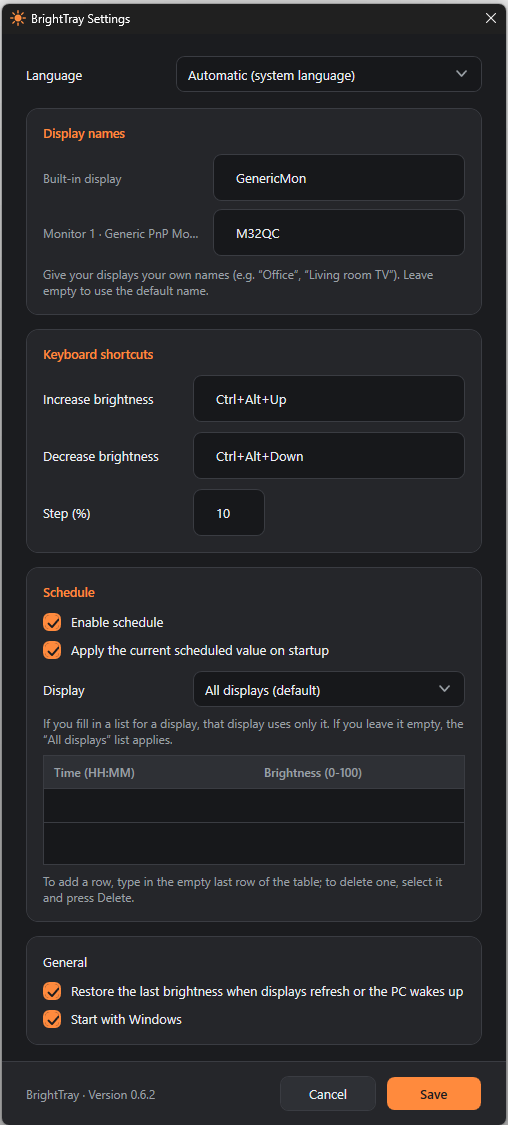 BrightTray Settings
Language
Automatic (system language)
Display names
Built-in display
GenericMon
Monitor 1 · Generic PnP Mo...
M32QC
Give your displays your own names (e.g. “Office”, “Living room TV”). Leave
empty to use the default name.
Keyboard shortcuts
Increase brightness
Ctrl+Alt+Up
Decrease brightness
Ctrl+Alt+Down
Step (%)
10
Schedule
Enable schedule
Apply the current scheduled value on startup
Display
All displays (default)
If you fill in a list for a display, that display uses only it. If you leave it empty, the
“All displays” list applies.
Time (HH:MM)
Brightness (0-100)
To add a row, type in the empty last row of the table; to delete one, select it
and press Delete.
General
Restore the last brightness when displays refresh or the PC wakes up
Start with Windows
BrightTray · Version 0.6.2
Cancel
Save